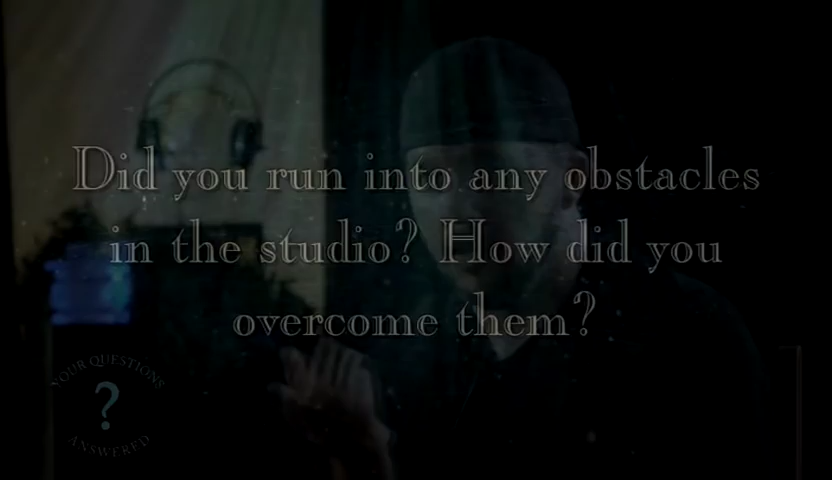 Did you run into any obstacles
in the studio? How did you
overcome them?
YOUR QUESTIONS
?
ANSWERED